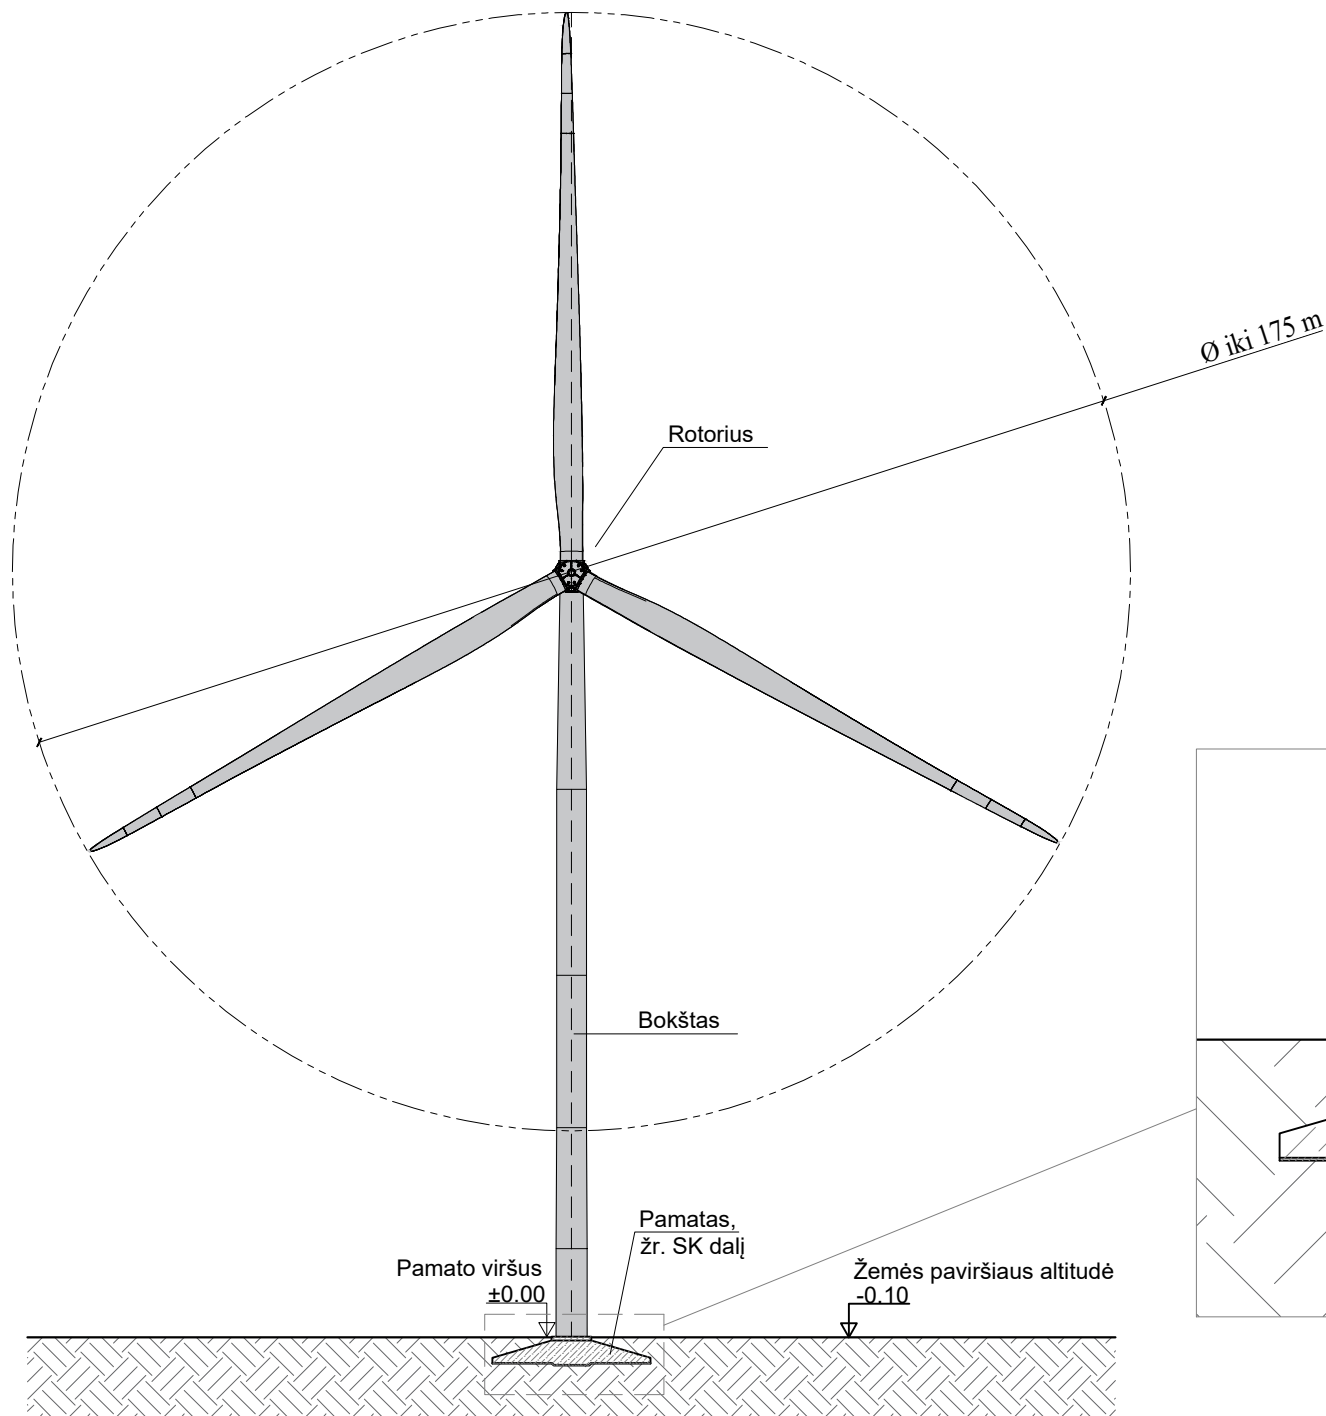 Ø iki 175 m
Rotorius
Bokštas
Pamatas,
žr. SK dalį
Pamato viršus
±0.00
Žemės paviršiaus altitudė
-0.10